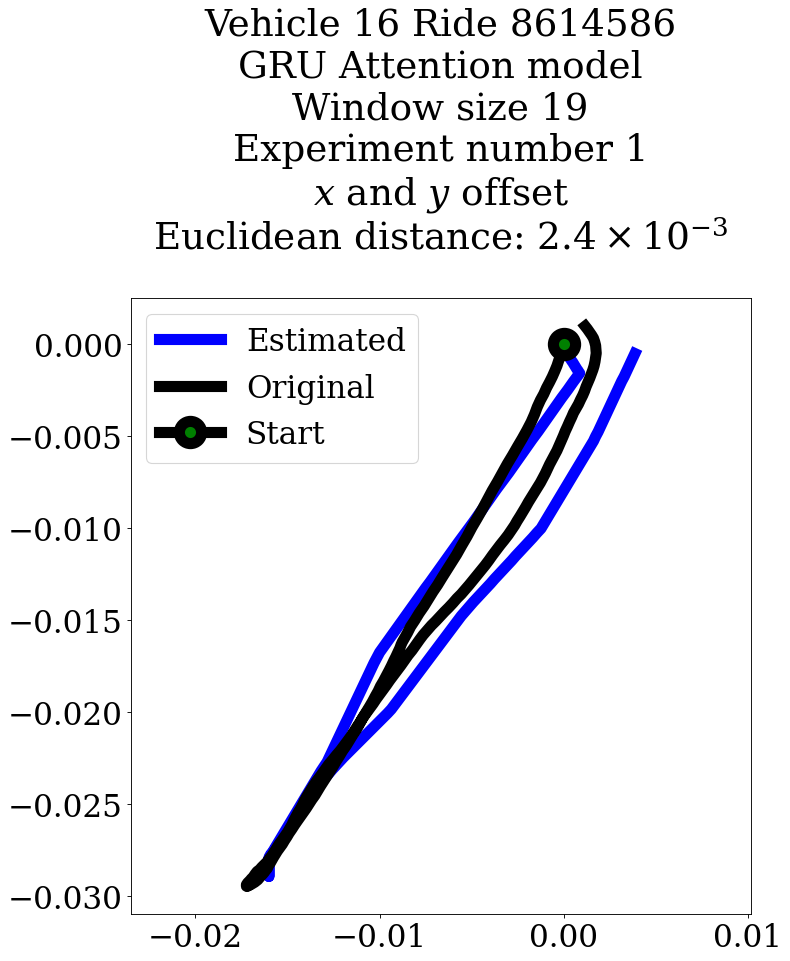 Vehicle 16 Ride 8614586
GRU Attention model
Window size 19
Experiment number 1
x and y offset
Euclidean distance: 2.4 × 10⁻³
Estimated
Original
Start
0.000
−0.005
−0.010
−0.015
−0.020
−0.025
−0.030
−0.02
−0.01
0.00
0.01